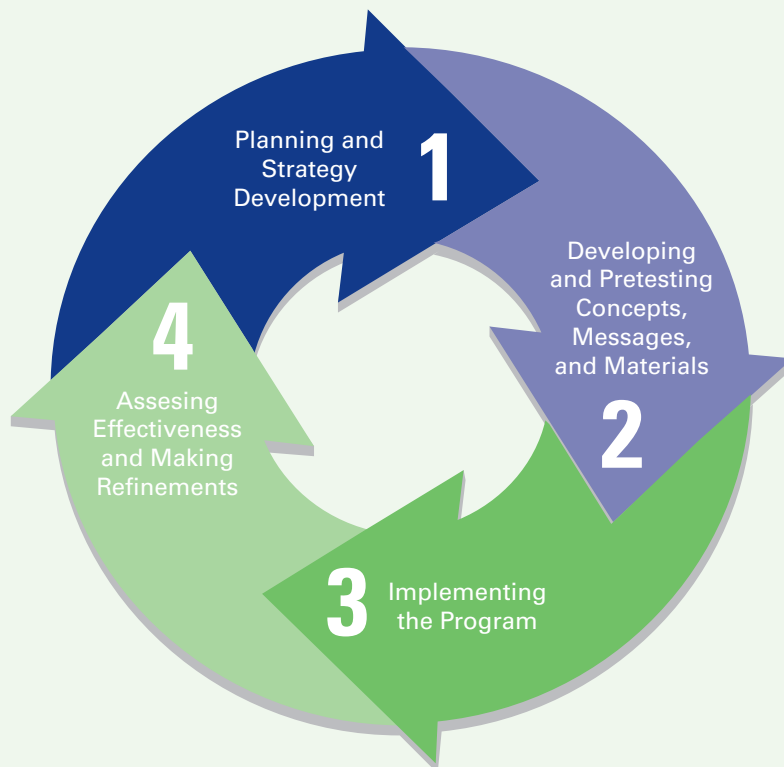 Planning and
Strategy
Development
1
Developing
and Pretesting
Concepts,
Messages,
and Materials
2
3
Implementing
the Program
4
Assesing
Effectiveness
and Making
Refinements